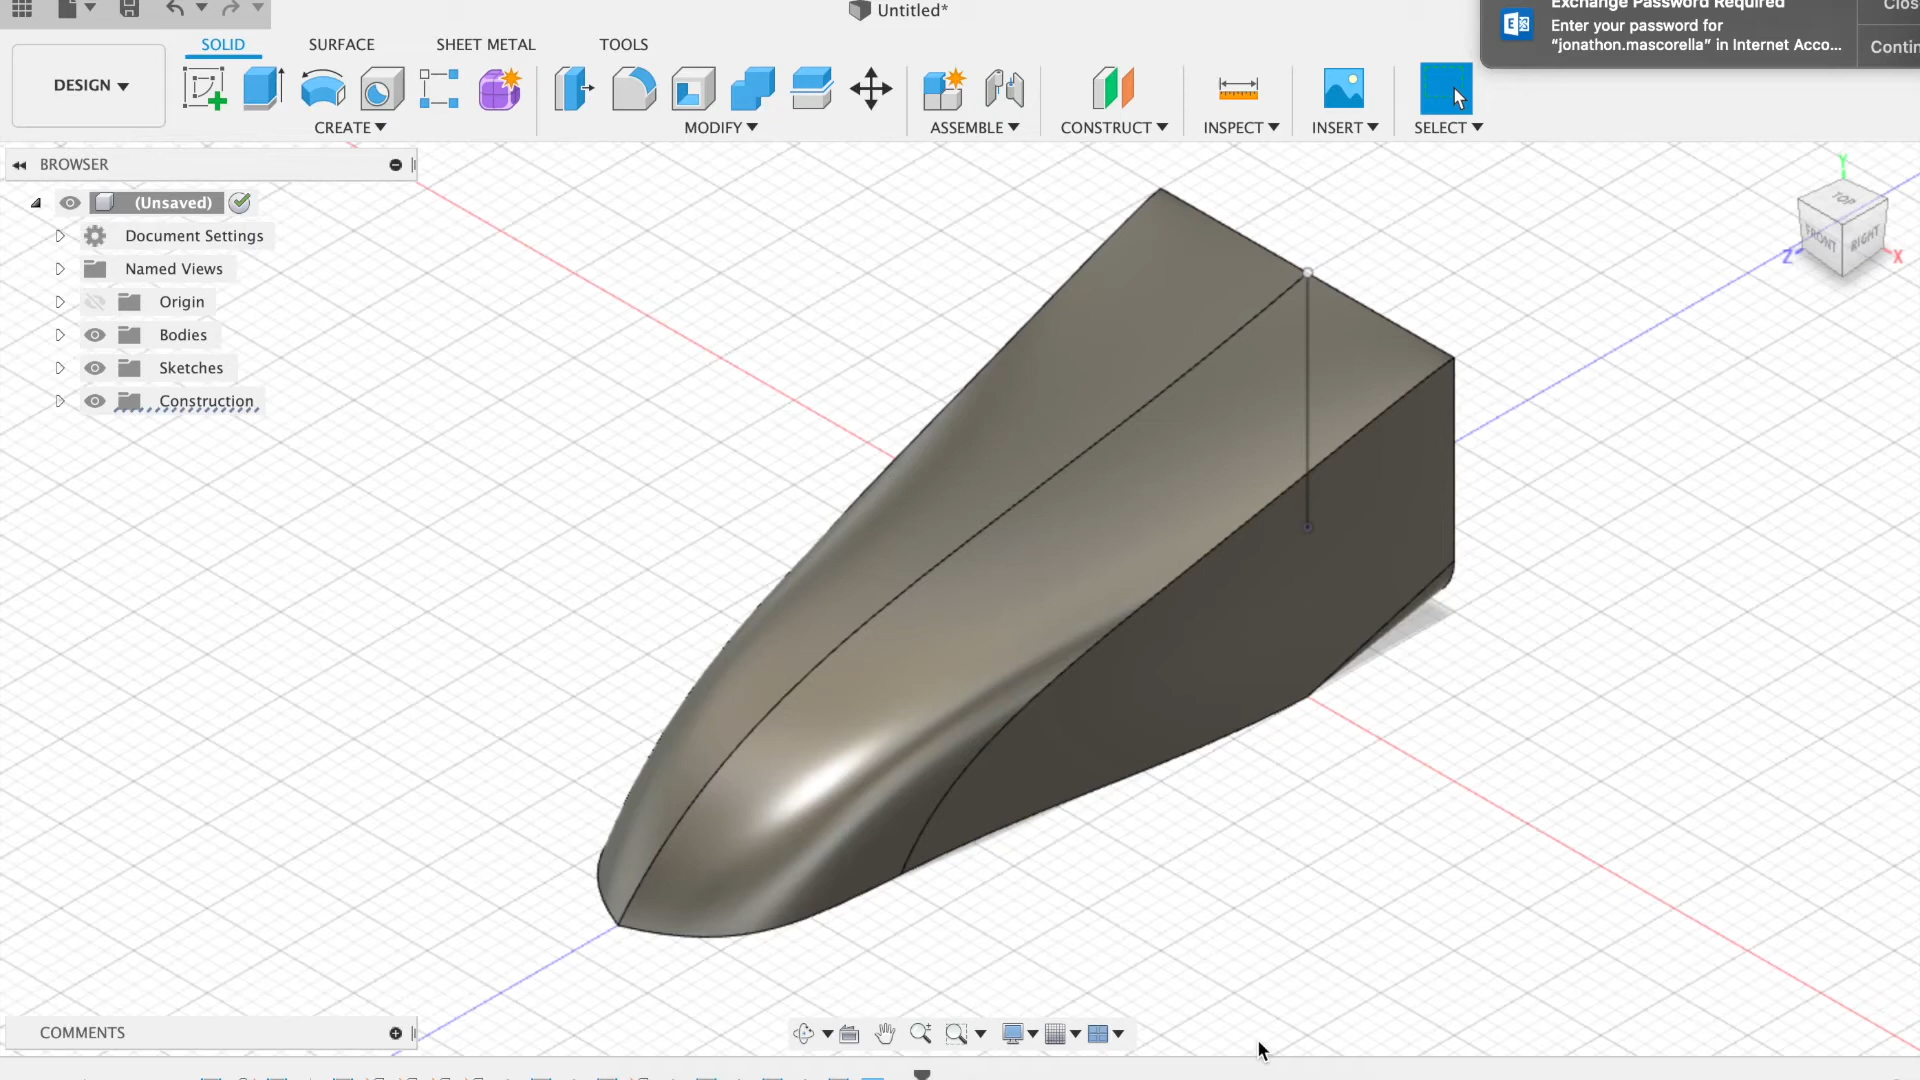 Untitled*
Exchange Password Required
Enter your password for
“jonathon.mascorella” in Internet Acco...
Contin
SOLID
SURFACE
SHEET METAL
TOOLS
DESIGN
CREATE
MODIFY
ASSEMBLE
CONSTRUCT
INSPECT
INSERT
SELECT
BROWSER
(Unsaved)
Document Settings
Named Views
Origin
Bodies
Sketches
Construction
Y
TOP
FRONT
RIGHT
Z
X
COMMENTS